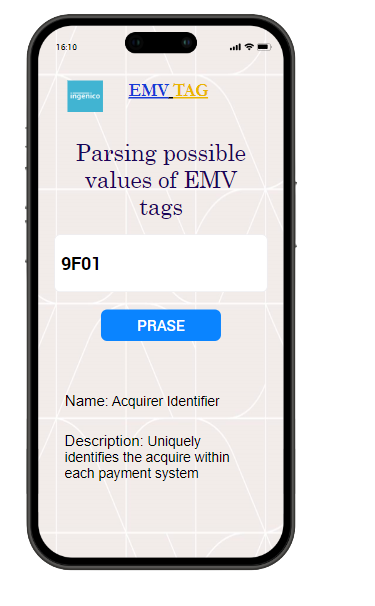 16:10
ingenico
EMV TAG
Parsing possible
values of EMV
tags
9F01
PRASE
Name: Acquirer Identifier
Description: Uniquely
identifies the acquire within
each payment system